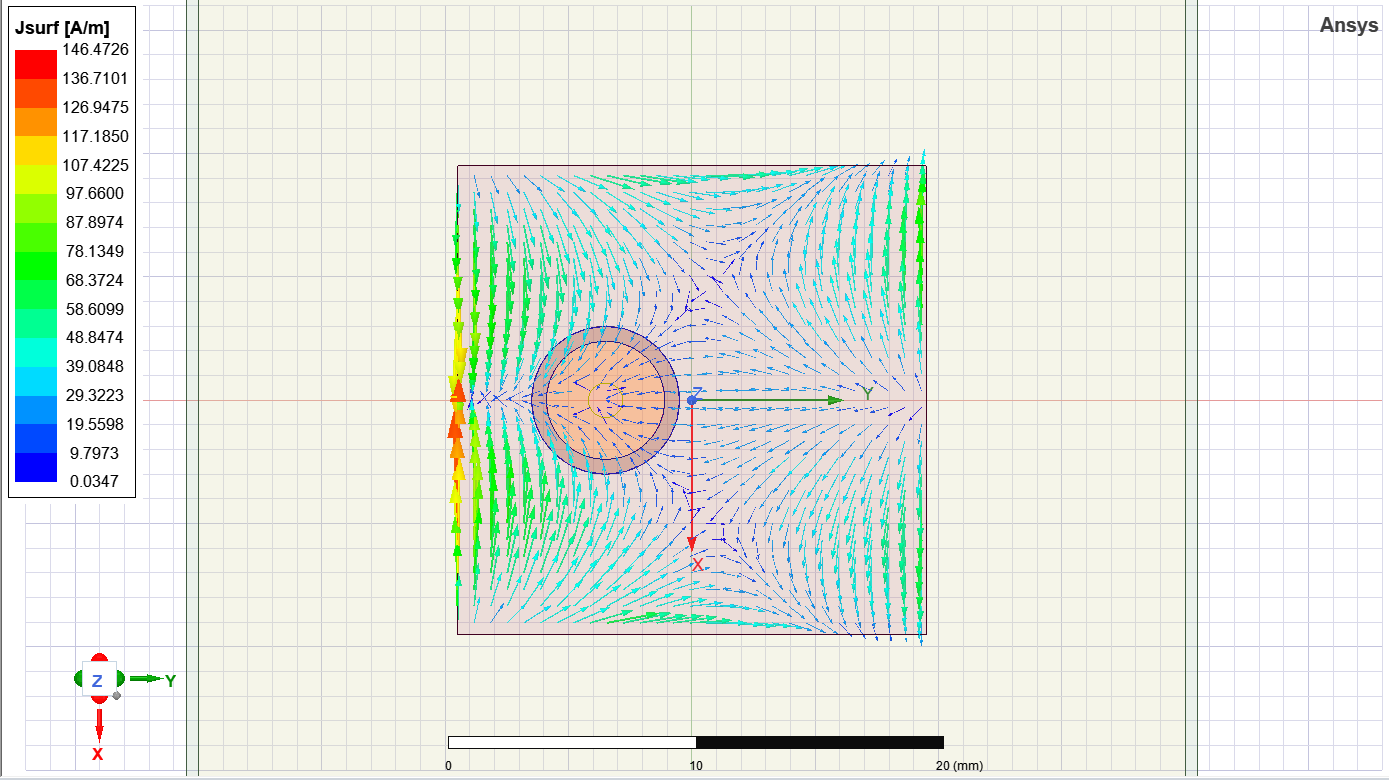 Jsurf [A/m]
146.4726
136.7101
126.9475
117.1850
107.4225
97.6600
87.8974
78.1349
68.3724
58.6099
48.8474
39.0848
29.3223
19.5598
9.7973
0.0347
Ansys
Z
Y
X
Z
Y
X
0
10
20 (mm)